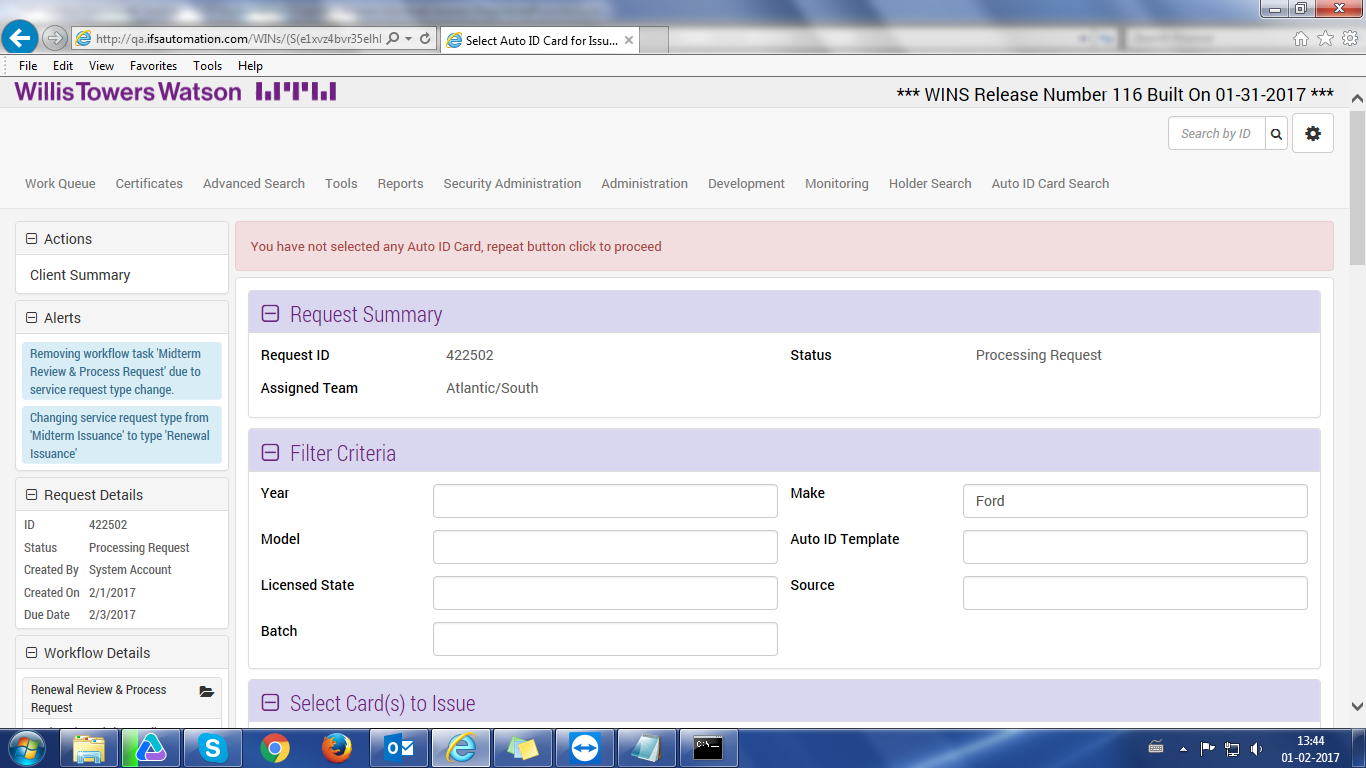 http://qa.ifsautomation.com/WINs/(S(e1xvz4bvr35elhl
Select Auto ID Card for Issu...
File Edit View Favorites Tools Help
Willis Towers Watson
*** WINS Release Number 116 Built On 01-31-2017 ***
Search by ID
Work Queue Certificates Advanced Search Tools Reports Security Administration Administration Development Monitoring Holder Search Auto ID Card Search
Actions
Client Summary
Alerts
Removing workflow task 'Midterm
Review & Process Request' due to
service request type change.
Changing service request type from
'Midterm Issuance' to type 'Renewal
Issuance'
Request Details
ID 422502
Status Processing Request
Created By System Account
Created On 2/1/2017
Due Date 2/3/2017
Workflow Details
Renewal Review & Process
Request
You have not selected any Auto ID Card, repeat button click to proceed
Request Summary
Request ID 422502 Status Processing Request
Assigned Team Atlantic/South
Filter Criteria
Year Make Ford
Model Auto ID Template
Licensed State Source
Batch
Select Card(s) to Issue
13:44
01-02-2017